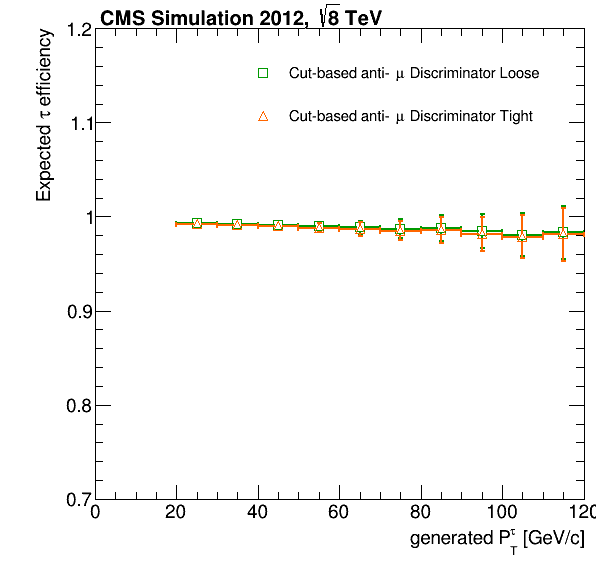 CMS Simulation 2012, √8 TeV
Expected τ efficiency
1.2
1.1
1
0.9
0.8
0.7
Cut-based anti- μ Discriminator Loose
Cut-based anti- μ Discriminator Tight
0 20 40 60 80 100 120
generated P_T^τ [GeV/c]